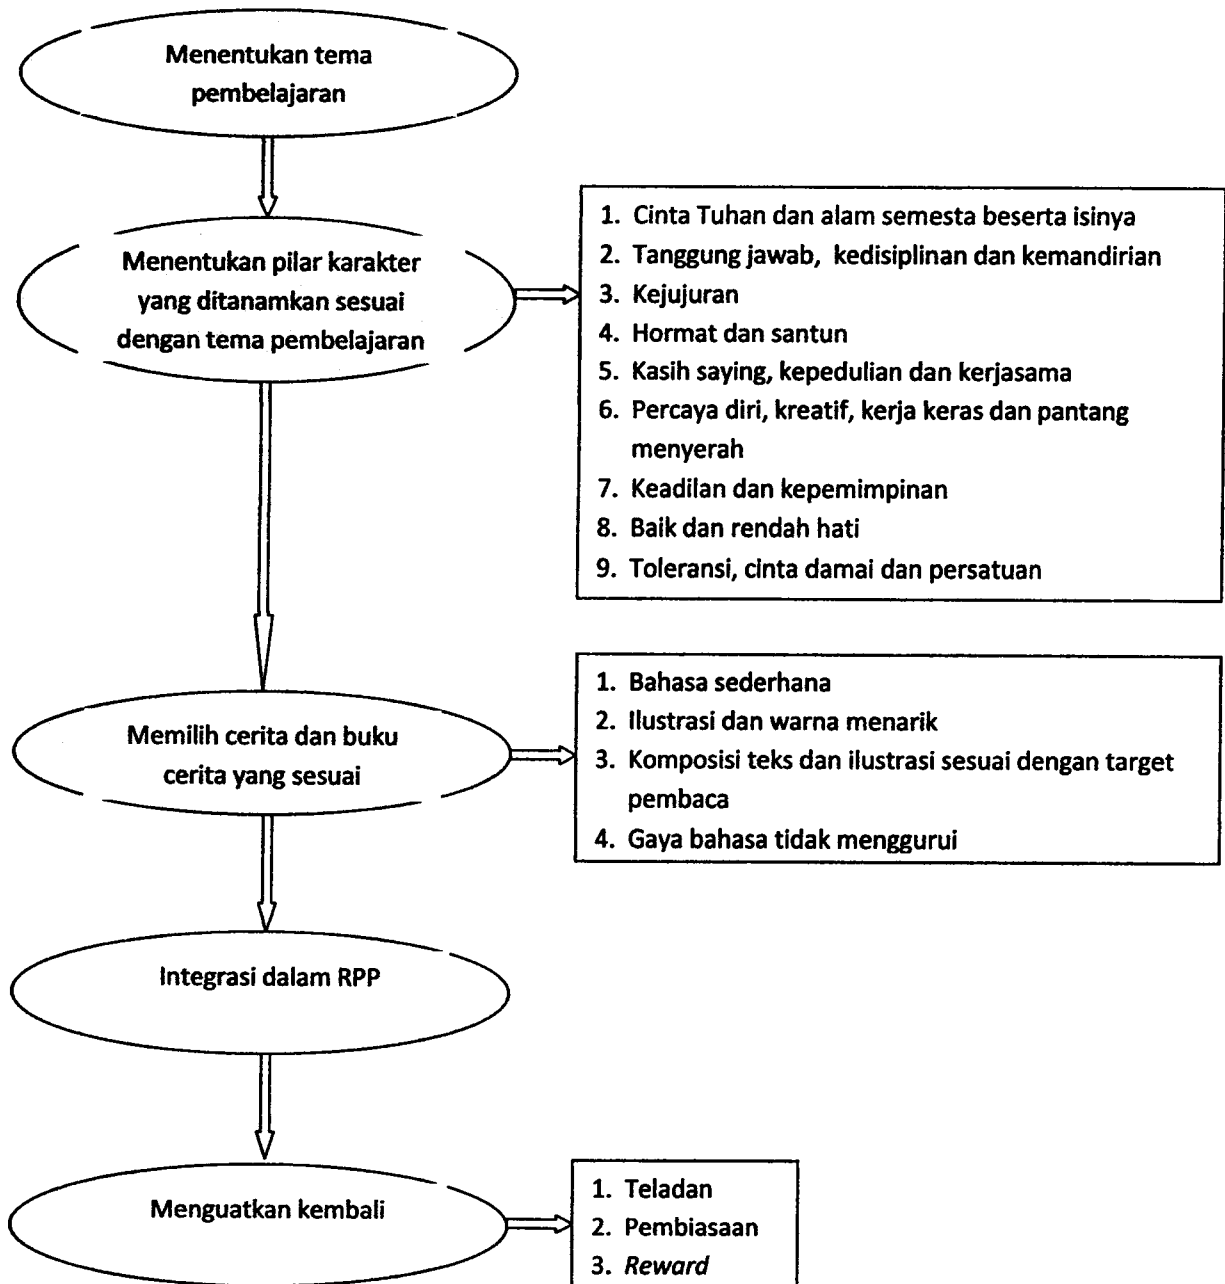 Menentukan tema
pembelajaran
Menentukan pilar karakter
yang ditanamkan sesuai
dengan tema pembelajaran
1. Cinta Tuhan dan alam semesta beserta isinya
2. Tanggung jawab, kedisiplinan dan kemandirian
3. Kejujuran
4. Hormat dan santun
5. Kasih saying, kepedulian dan kerjasama
6. Percaya diri, kreatif, kerja keras dan pantang
menyerah
7. Keadilan dan kepemimpinan
8. Baik dan rendah hati
9. Toleransi, cinta damai dan persatuan
Memilih cerita dan buku
cerita yang sesuai
1. Bahasa sederhana
2. Ilustrasi dan warna menarik
3. Komposisi teks dan ilustrasi sesuai dengan target
pembaca
4. Gaya bahasa tidak menggurui
Integrasi dalam RPP
Menguatkan kembali
1. Teladan
2. Pembiasaan
3. Reward